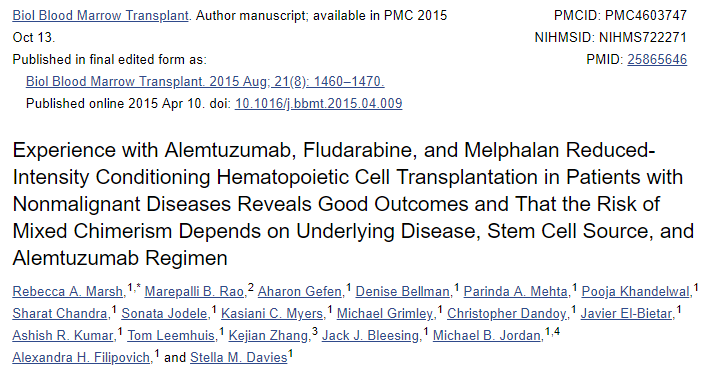 Biol Blood Marrow Transplant. Author manuscript; available in PMC 2015
Oct 13.
Published in final edited form as:
Biol Blood Marrow Transplant. 2015 Aug; 21(8): 1460–1470.
Published online 2015 Apr 10. doi: 10.1016/j.bbmt.2015.04.009
PMCID: PMC4603747
NIHMSID: NIHMS722271
PMID: 25865646
Experience with Alemtuzumab, Fludarabine, and Melphalan Reduced-
Intensity Conditioning Hematopoietic Cell Transplantation in Patients with
Nonmalignant Diseases Reveals Good Outcomes and That the Risk of
Mixed Chimerism Depends on Underlying Disease, Stem Cell Source, and
Alemtuzumab Regimen
Rebecca A. Marsh,1,* Marepalli B. Rao,2 Aharon Gefen,1 Denise Bellman,1 Parinda A. Mehta,1 Pooja Khandelwal,1
Sharat Chandra,1 Sonata Jodele,1 Kasiani C. Myers,1 Michael Grimley,1 Christopher Dandoy,1 Javier El-Bietar,1
Ashish R. Kumar,1 Tom Leemhuis,1 Kejian Zhang,3 Jack J. Bleesing,1 Michael B. Jordan,1,4
Alexandra H. Filipovich,1 and Stella M. Davies1